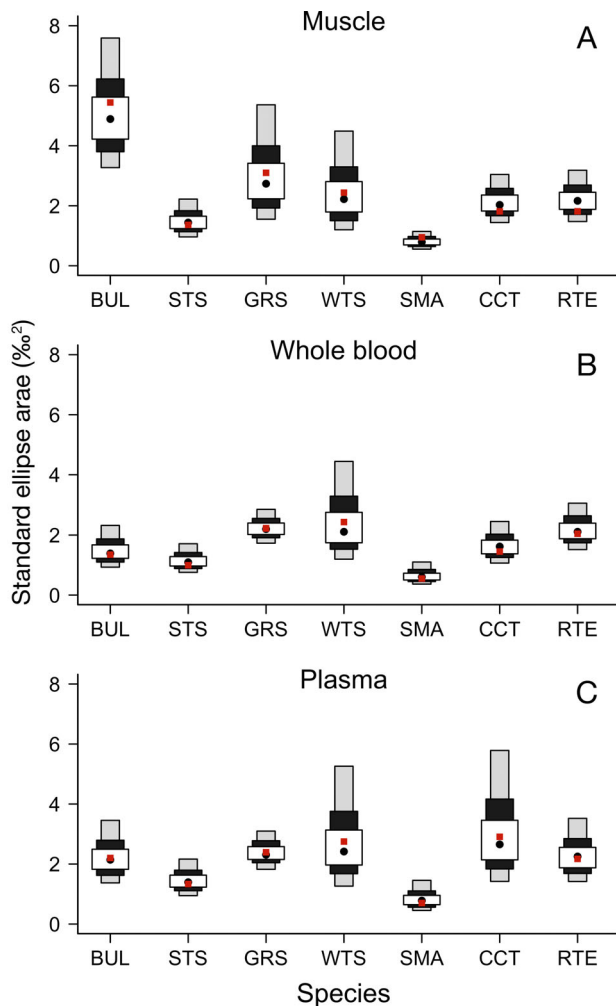 Muscle
A
8
6
4
2
0
BUL STS GRS WTS SMA CCT RTE
Whole blood
B
8
6
4
2
0
BUL STS GRS WTS SMA CCT RTE
Plasma
C
8
6
4
2
0
BUL STS GRS WTS SMA CCT RTE
Standard ellipse arae (‰²)
Species